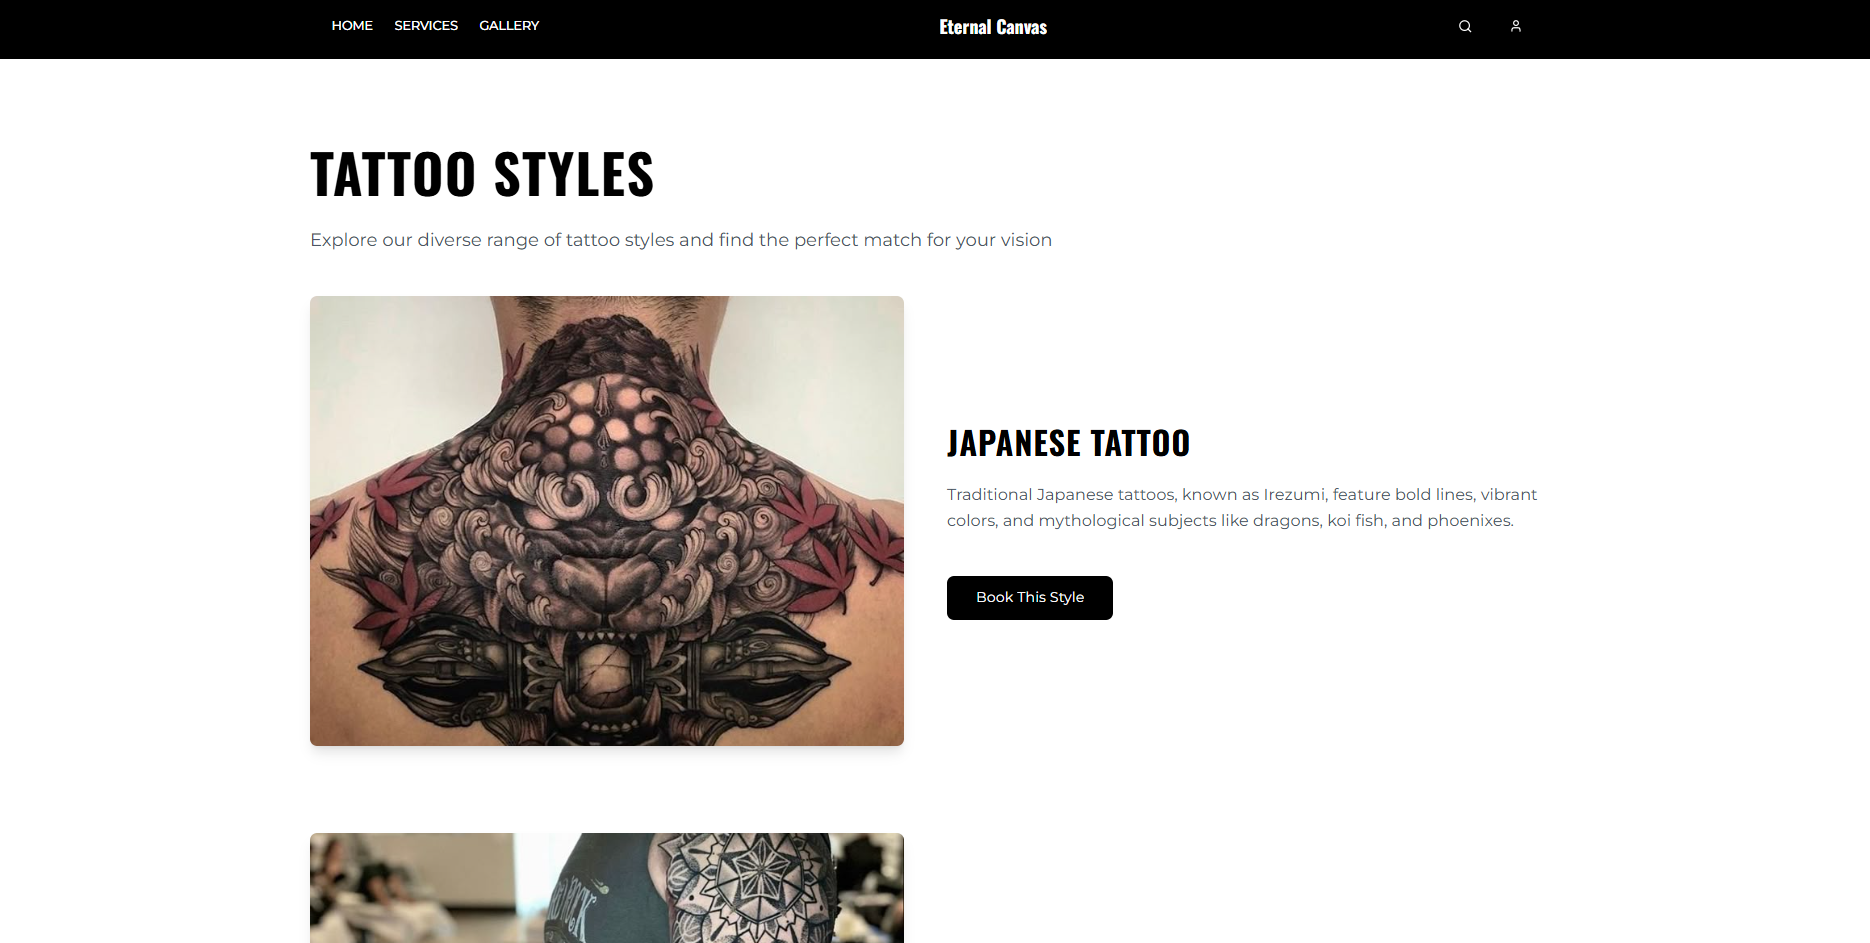 HOME SERVICES GALLERY Eternal Canvas
TATTOO STYLES
Explore our diverse range of tattoo styles and find the perfect match for your vision
JAPANESE TATTOO
Traditional Japanese tattoos, known as Irezumi, feature bold lines, vibrant
colors, and mythological subjects like dragons, koi fish, and phoenixes.
Book This Style